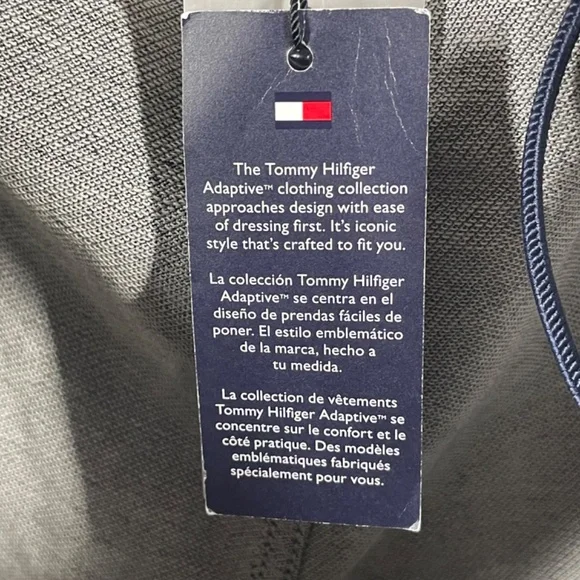 The Tommy Hilfiger
Adaptive™ clothing collection
approaches design with ease
of dressing first. It's iconic
style that's crafted to fit you.
La colección Tommy Hilfiger
Adaptive™ se centra en el
diseño de prendas fáciles de
poner. El estilo emblemático
de la marca, hecho a
tu medida.
La collection de vêtements
Tommy Hilfiger Adaptive™ se
concentre sur le confort et le
côté pratique. Des modèles
emblématiques fabriqués
spécialement pour vous.